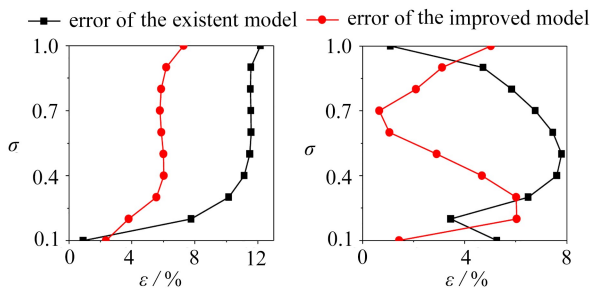 error of the existent model error of the improved model
1.0
0.7
σ
0.4
0.1
0 4 8 12
ε / %
1.0
0.7
σ
0.4
0.1
0 4 8
ε / %